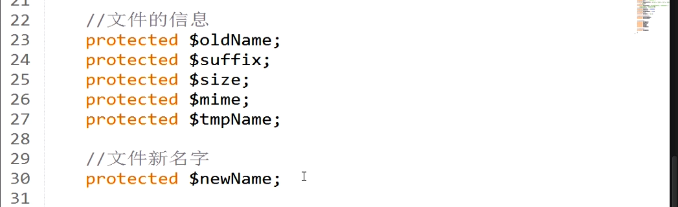 21
22 //文件的信息
23 protected $oldName;
24 protected $suffix;
25 protected $size;
26 protected $mime;
27 protected $tmpName;
28
29 //文件新名字
30 protected $newName;
31